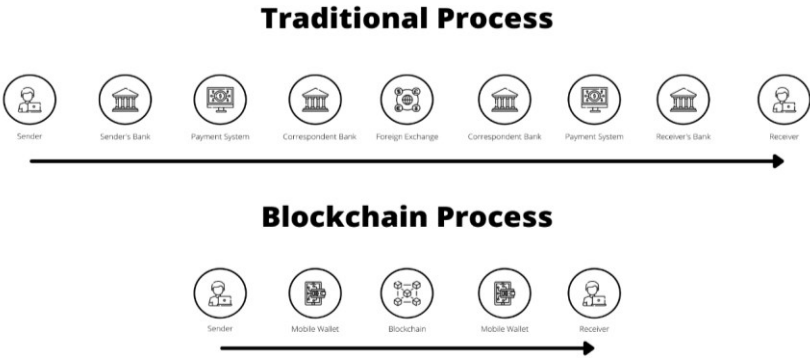 Traditional Process
Sender Sender's Bank Payment System Correspondent Bank Foreign Exchange Correspondent Bank Payment System Receiver's Bank Receiver
Blockchain Process
Sender Mobile Wallet Blockchain Mobile Wallet Receiver